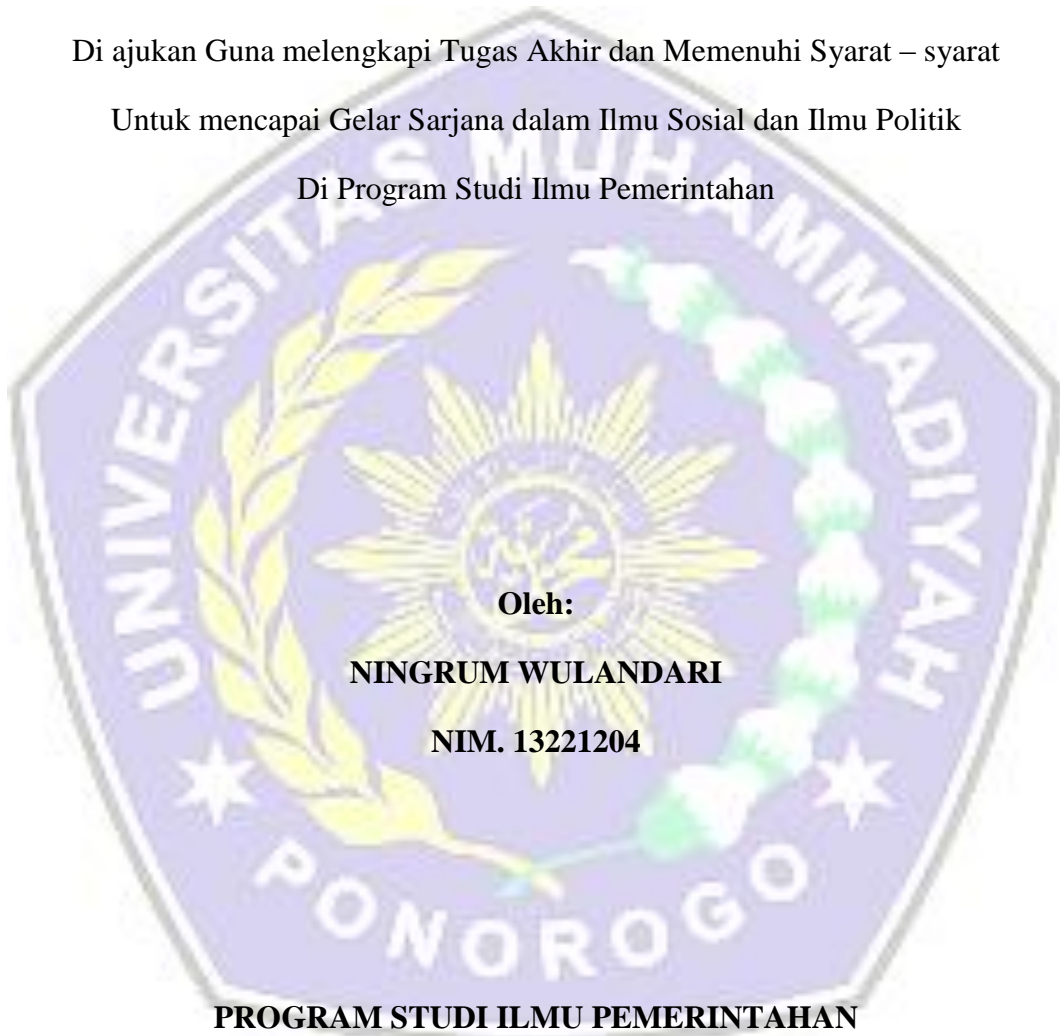 Di ajukan Guna melengkapi Tugas Akhir dan Memenuhi Syarat – syarat
Untuk mencapai Gelar Sarjana dalam Ilmu Sosial dan Ilmu Politik
Di Program Studi Ilmu Pemerintahan
UNIVERSITAS MUHAMMADIYAH
Oleh:
NINGRUM WULANDARI
NIM. 13221204
PONOROGO
PROGRAM STUDI ILMU PEMERINTAHAN